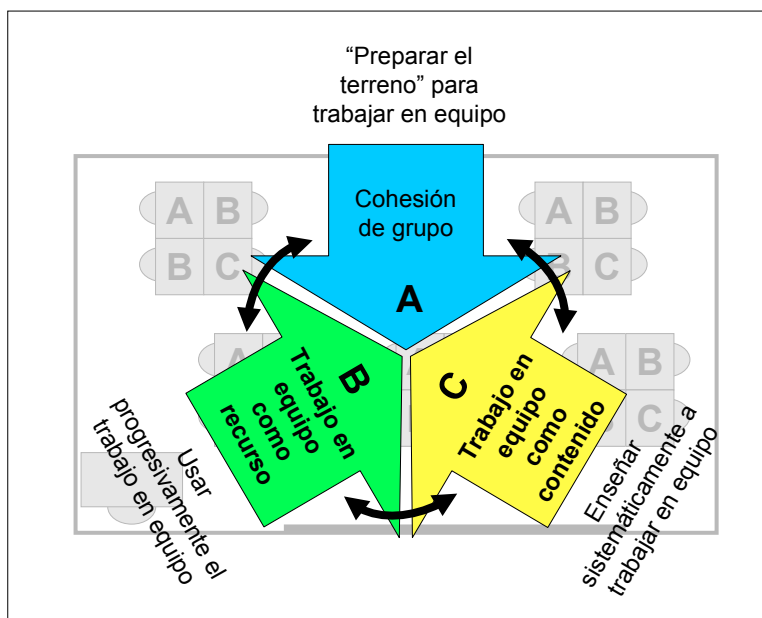 “Preparar el
terreno” para
trabajar en equipo
Cohesión
de grupo
A
A B
B C
A B
B C
B
Trabajo en
equipo
como
recurso
C
Trabajo en
equipo
como
contenido
A
A B
C
Usar
progresivamente el
trabajo en equipo
Enseñar
sistemáticamente a
trabajar en equipo